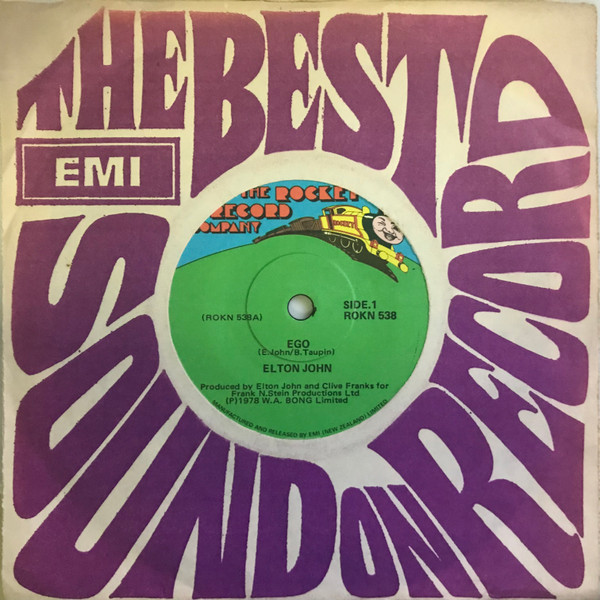 THE BEST
SOUND ON RECORD
EMI
THE ROCKET
RECORD
COMPANY
SIDE.1
(ROKN 538A)
ROKN 538
EGO
(E.John/B.Taupin)
ELTON JOHN
Produced by Elton John and Clive Franks for
Frank N.Stein Productions Ltd
(P)1978 W.A. BONG Limited
MANUFACTURED AND RELEASED BY EMI (NEW ZEALAND) LIMITED